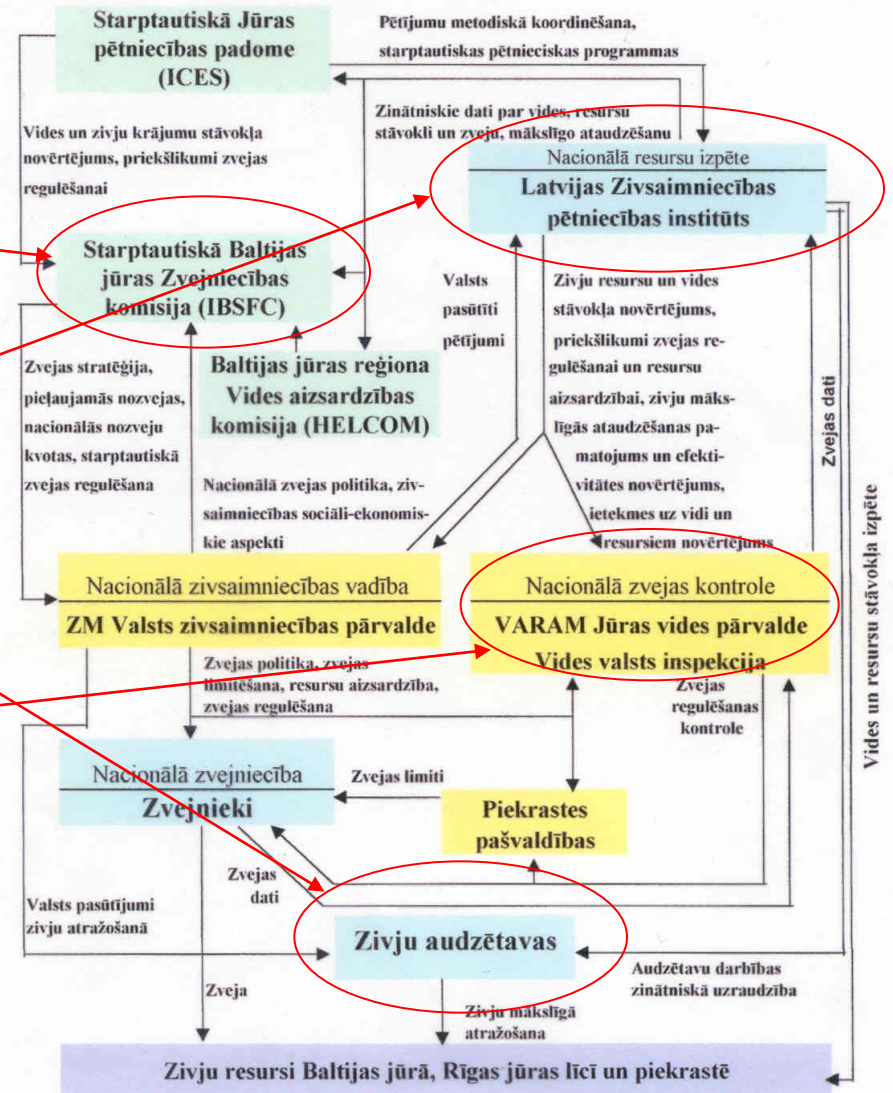 Starptautiskā Jūras
pētniecības padome
(ICES)
Pētījumu metodiskā koordinēšana,
starptautiskas pētnieciskas programmas
Zinātniskie dati par vides, resursu
stāvokli un zveju, mākslīgo ataudzēšanu
Vides un zivju krājumu stāvokļa
novērtējums, priekšlikumi zvejas
regulēšanai
Nacionālā resursu izpēte
Latvijas Zivsaimniecības
pētniecības institūts
Starptautiskā Baltijas
jūras Zvejniecības
komisija (IBSFC)
Valsts
pasūtīti
pētījumi
Zivju resursu un vides
stāvokļa novērtējums,
priekšlikumi zvejas re-
gulēšanai un resursu
aizsardzībai, zivju māks-
līgās ataudzēšanas pa-
matojums un efekti-
vitātes novērtējums,
ietekmes uz vidi un
resursiem novērtējums
Zvejas dati
Vides un resursu stāvokļa izpēte
Zvejas stratēģija,
pieļaujamās nozvejas,
nacionālās nozveju
kvotas, starptautiskā
zvejas regulēšana
Baltijas jūras reģiona
Vides aizsardzības
komisija (HELCOM)
Nacionālā zvejas politika, ziv-
saimniecības sociāli-ekonomis-
kie aspekti
Nacionālā zivsaimniecības vadība
ZM Valsts zivsaimniecības pārvalde
Nacionālā zvejas kontrole
VARAM Jūras vides pārvalde
Vides valsts inspekcija
Zvejas politika, zvejas
limitēšana, resursu aizsardzība,
zvejas regulēšana
Zvejas
regulēšanas
kontrole
Nacionālā zvejniecība
Zvejnieki
Zvejas limiti
Piekrastes
pašvaldības
Zvejas
dati
Valsts pasūtījumi
zivju atražošanā
Zivju audzētavas
Audzētavu darbības
zinātniskā uzraudzība
Zveja
Zivju mākslīgā
atražošana
Zivju resursi Baltijas jūrā, Rīgas jūras līcī un piekrastē